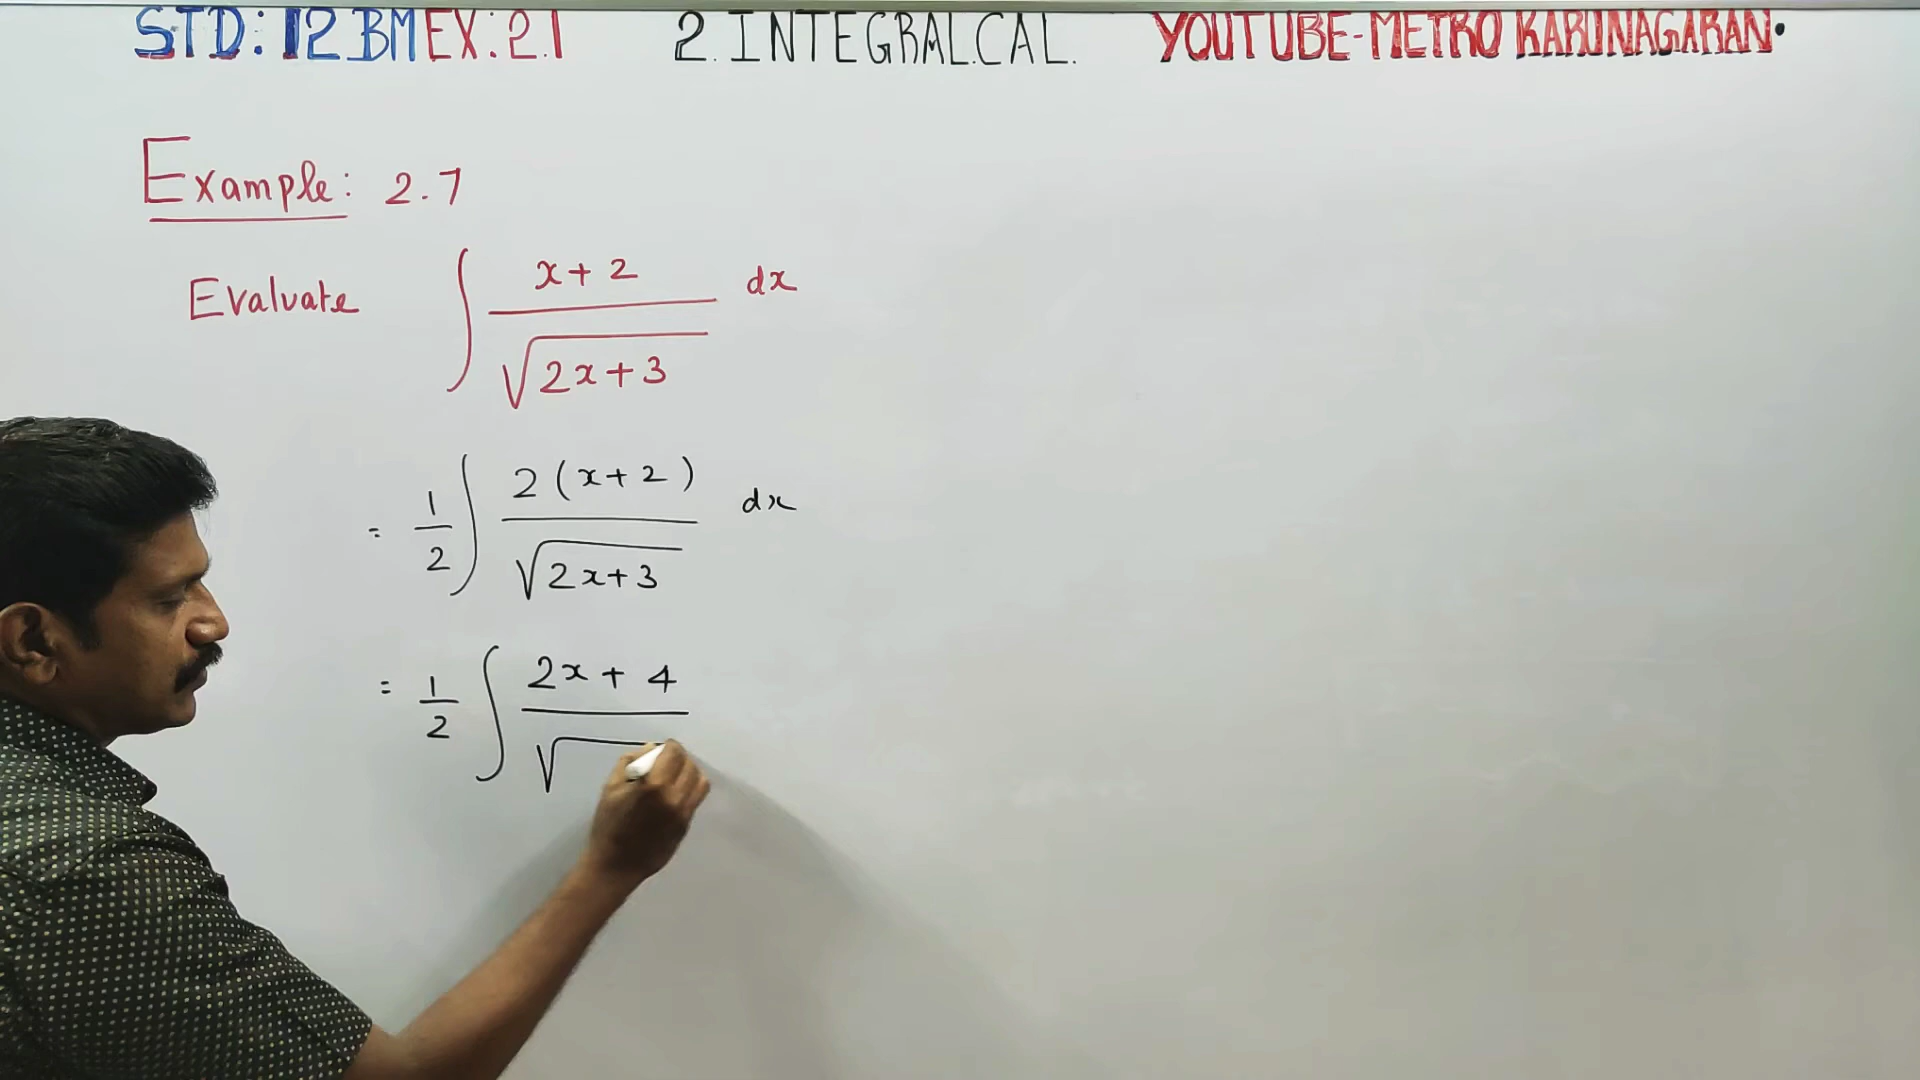 STD: 12 BM EX: 2.1 2. INTEGRAL CAL. YOUTUBE-METRO KARUNAGARAN.
Example: 2.7
Evaluate ∫ (x+2)/√(2x+3) dx
= 1/2 ∫ 2(x+2)/√(2x+3) dx
= 1/2 ∫ 2x+4/√